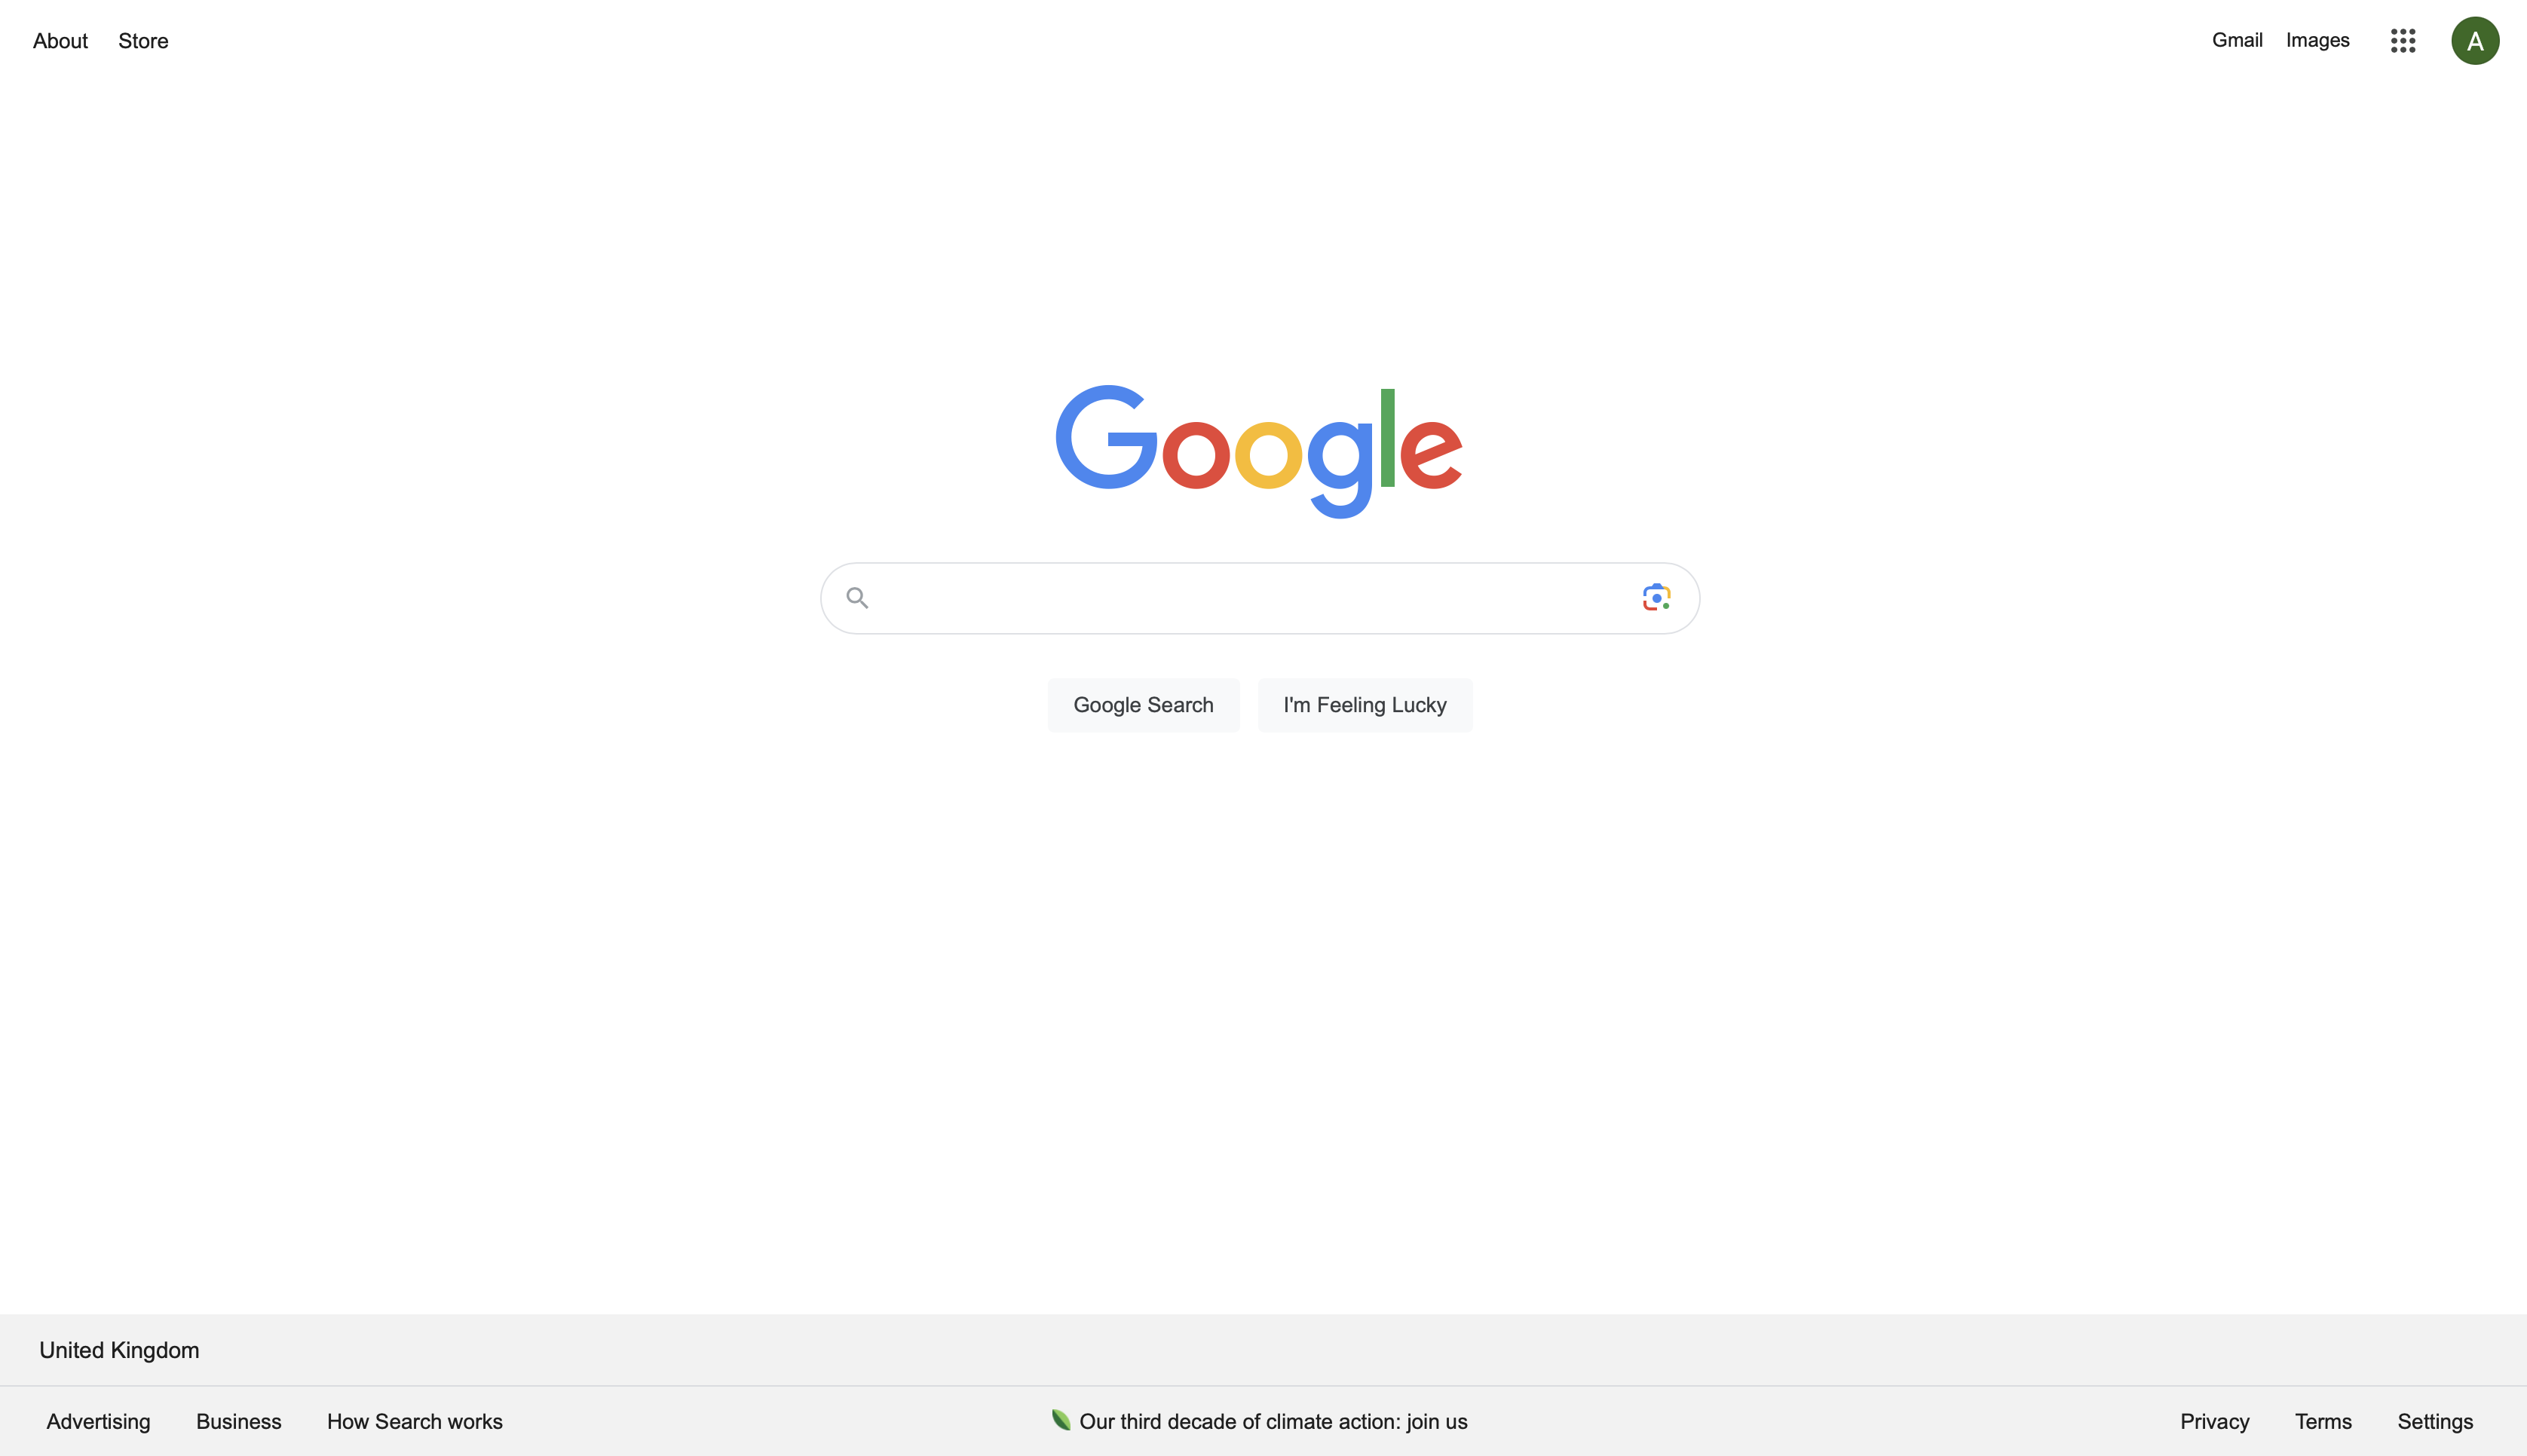 About Store
Gmail Images
A
Google
Google Search
I'm Feeling Lucky
United Kingdom
Advertising Business How Search works
Our third decade of climate action: join us
Privacy Terms Settings